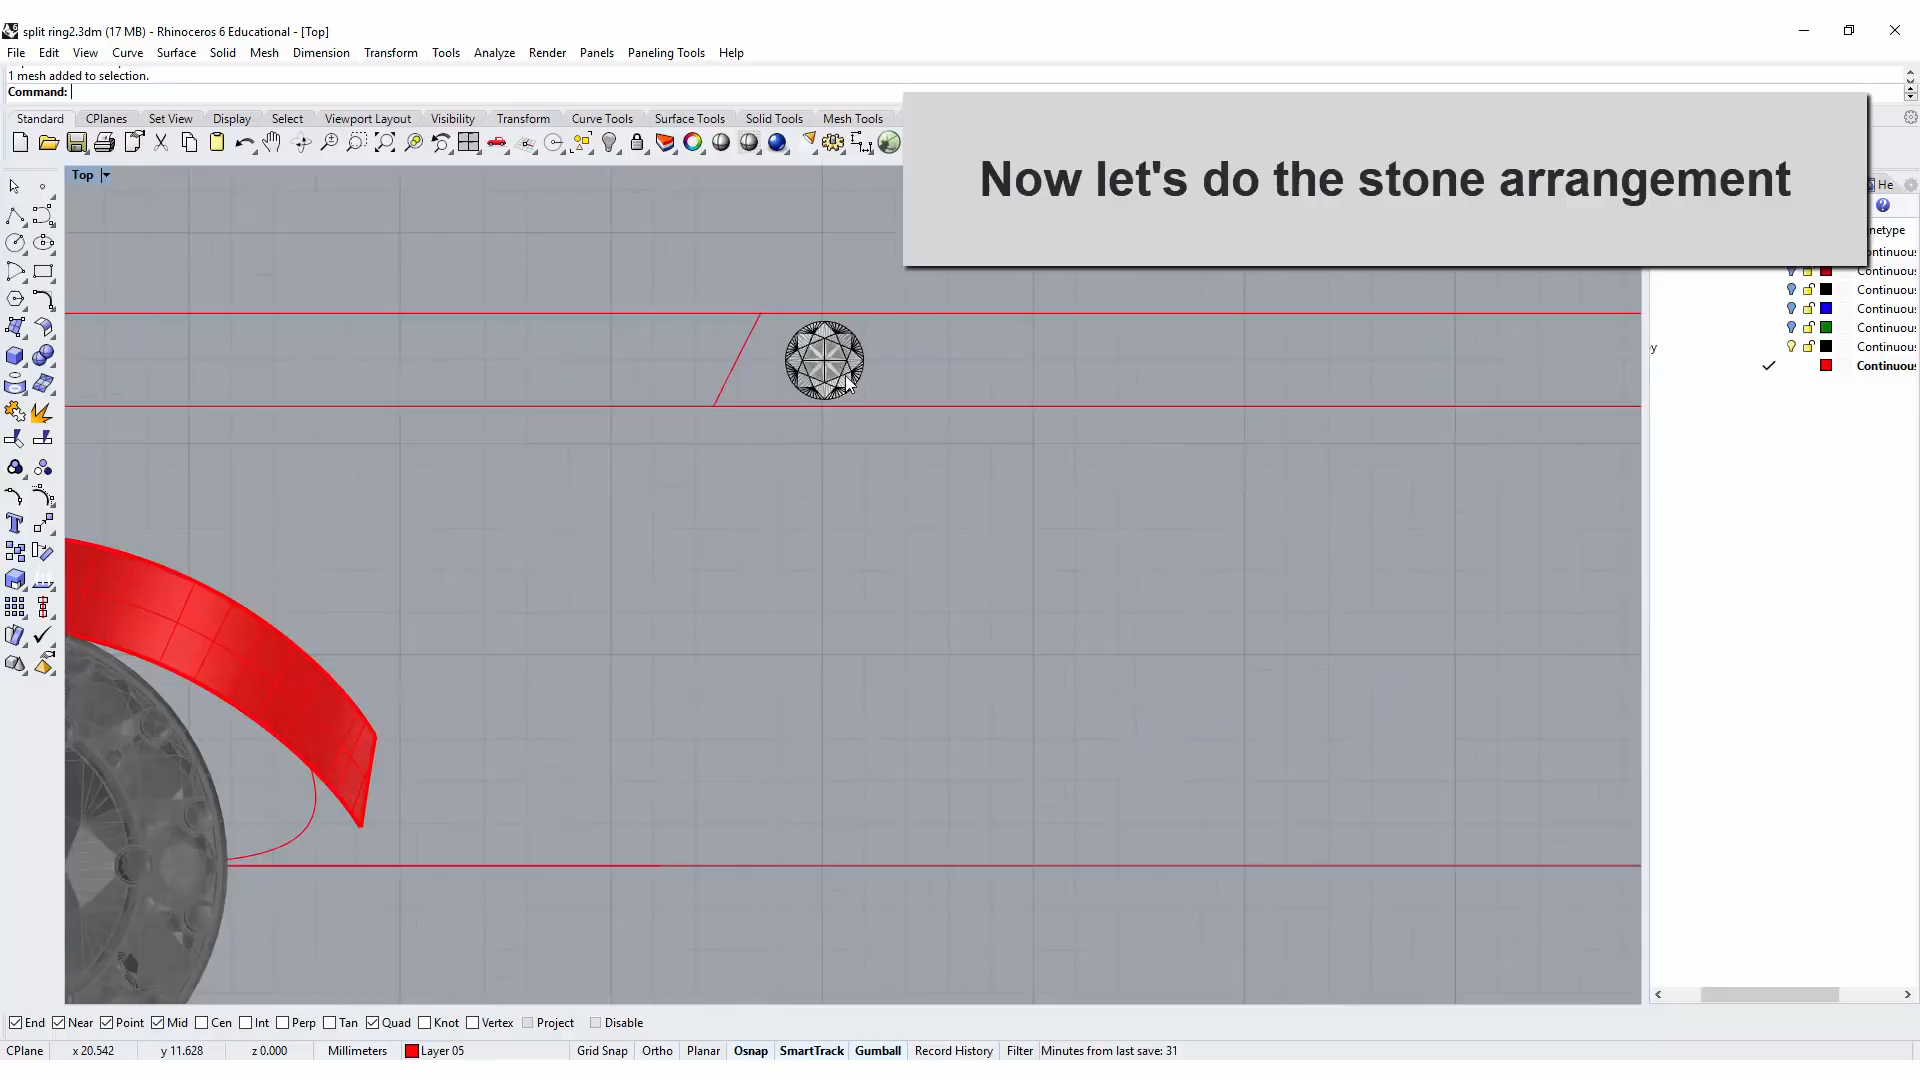 split ring2.3dm (17 MB) - Rhinoceros 6 Educational - [Top]
File Edit View Curve Surface Solid Mesh Dimension Transform Tools Analyze Render Panels Paneling Tools Help
1 mesh added to selection.
Command:
Standard CPlanes Set View Display Select Viewport Layout Visibility Transform Curve Tools Surface Tools Solid Tools Mesh Tools
Now let's do the stone arrangement
Top
He
netype
Continuous
Continuous
Continuous
Continuous
Continuous
y Continuous
Continuous
End Near Point Mid Cen Int Perp Tan Quad Knot Vertex Project Disable
CPlane x 20.542 y 11.628 z 0.000 Millimeters Layer 05 Grid Snap Ortho Planar Osnap SmartTrack Gumball Record History Filter Minutes from last save: 31